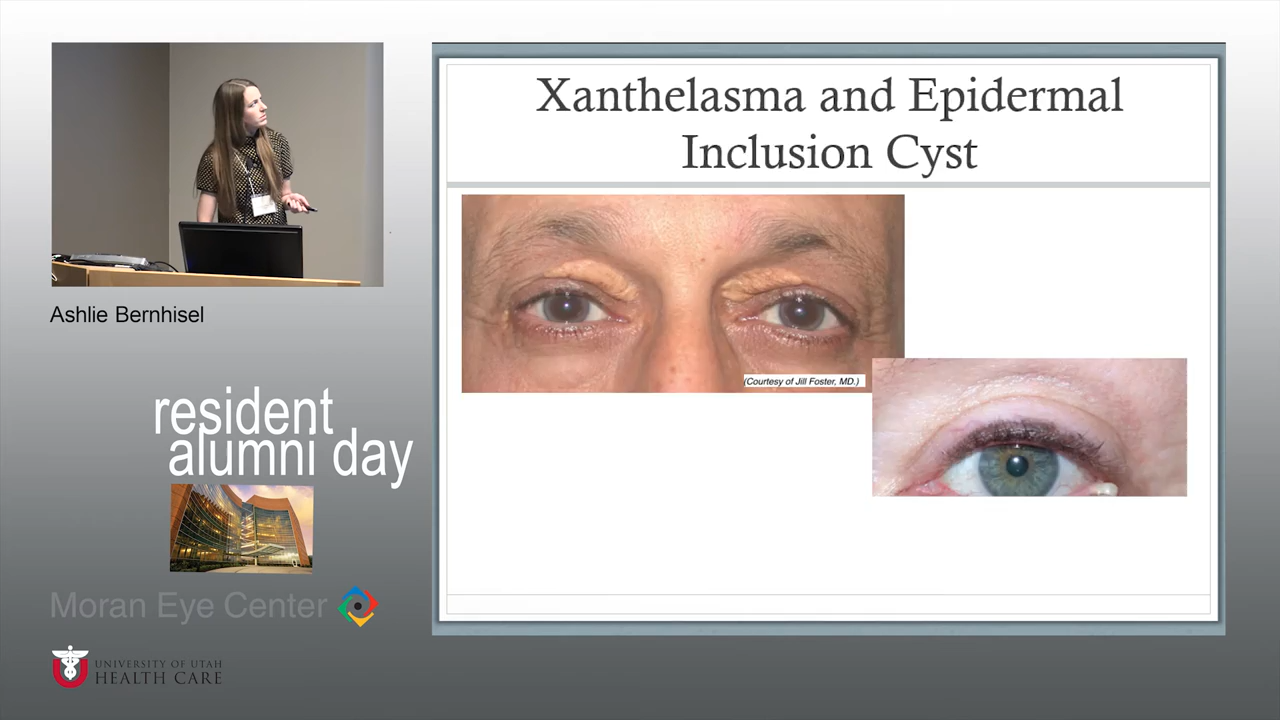 Xanthelasma and Epidermal
Inclusion Cyst
(Courtesy of Jill Foster, MD.)
Ashlie Bernhisel
resident
alumni day
Moran Eye Center
UNIVERSITY OF UTAH
HEALTH CARE